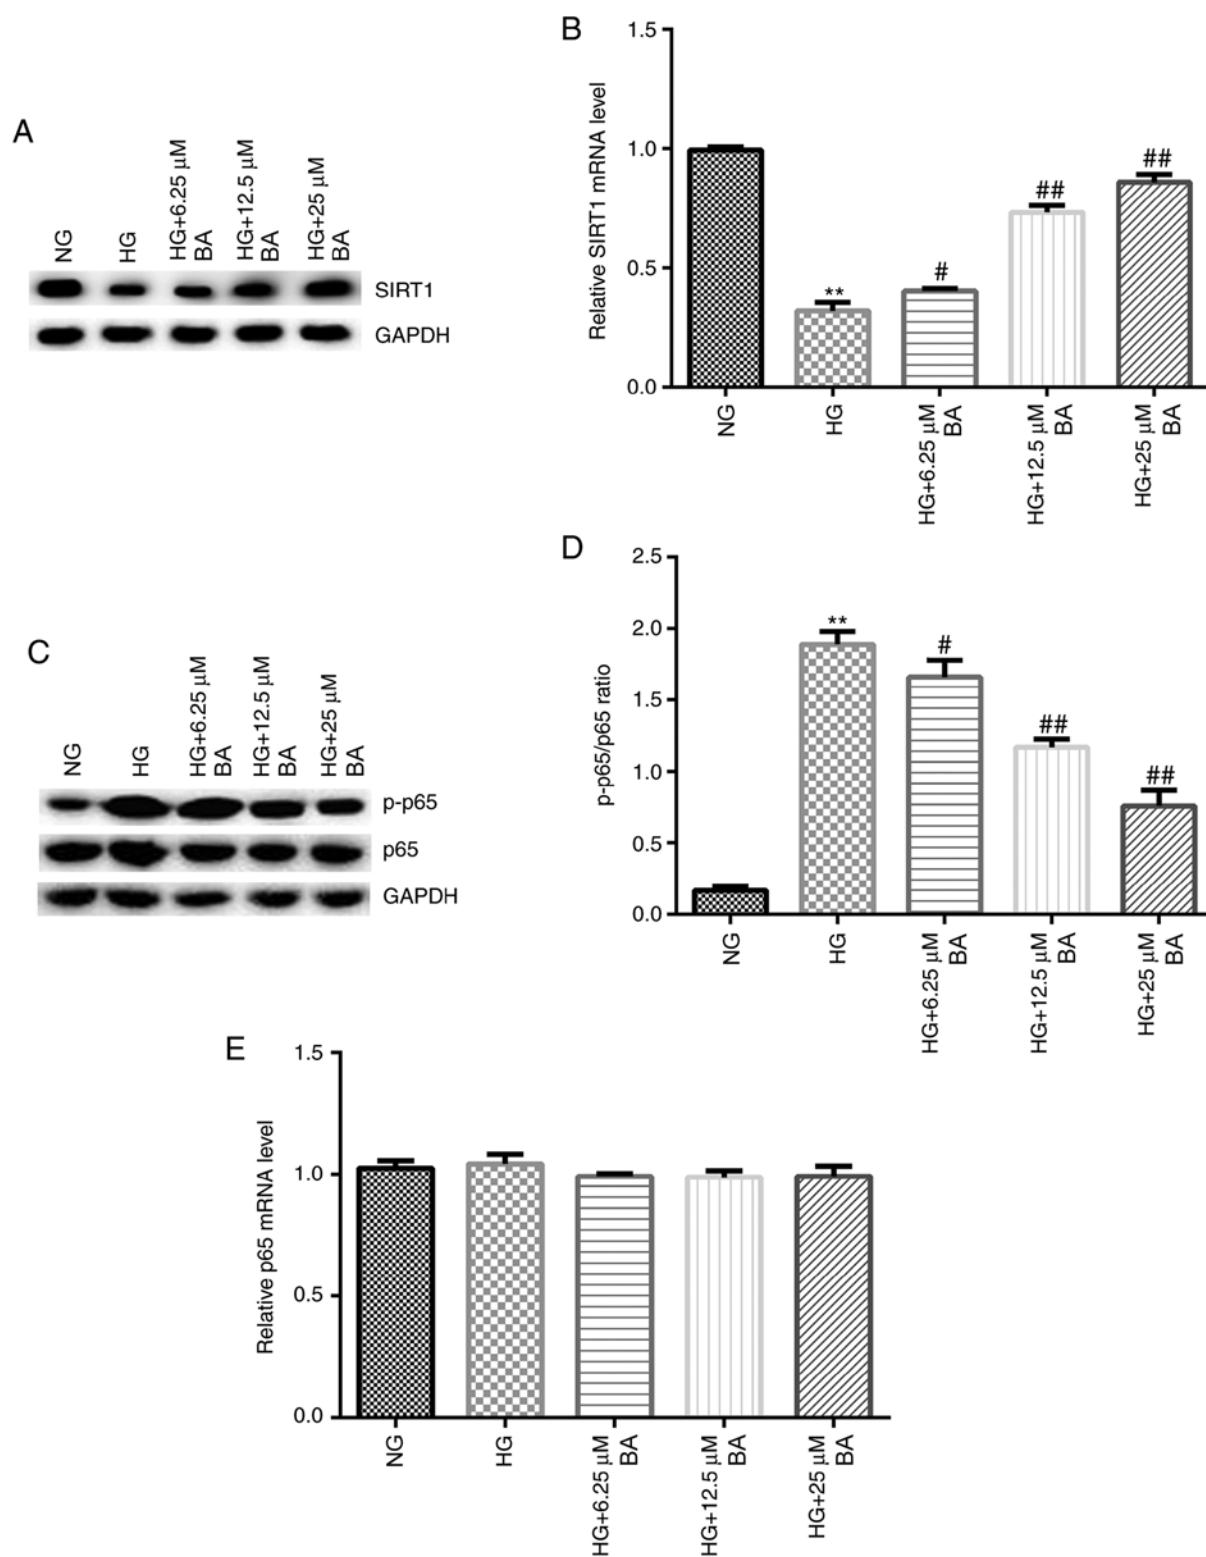 A
NG
HG
HG+6.25 μM
BA
HG+12.5 μM
BA
HG+25 μM
BA
SIRT1
GAPDH
B
Relative SIRT1 mRNA level
1.5
1.0
0.5
0.0
**
#
##
##
NG
HG
HG+6.25 μM
BA
HG+12.5 μM
BA
HG+25 μM
BA
C
NG
HG
HG+6.25 μM
BA
HG+12.5 μM
BA
HG+25 μM
BA
p-p65
p65
GAPDH
D
p-p65/p65 ratio
2.5
2.0
1.5
1.0
0.5
0.0
**
#
##
##
NG
HG
HG+6.25 μM
BA
HG+12.5 μM
BA
HG+25 μM
BA
E
Relative p65 mRNA level
1.5
1.0
0.5
0.0
NG
HG
HG+6.25 μM
BA
HG+12.5 μM
BA
HG+25 μM
BA